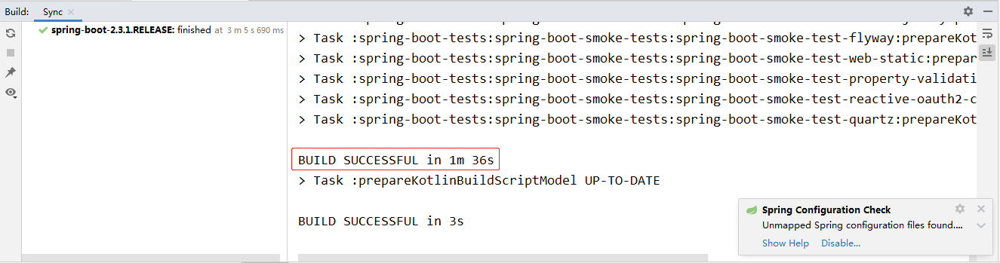 Build: Sync
spring-boot-2.3.1.RELEASE: finished at 3 m 5 s 690 ms
> Task :spring-boot-tests:spring-boot-smoke-tests:spring-boot-smoke-test-flyway:prepareKot
> Task :spring-boot-tests:spring-boot-smoke-tests:spring-boot-smoke-test-web-static:prepar
> Task :spring-boot-tests:spring-boot-smoke-tests:spring-boot-smoke-test-property-validati
> Task :spring-boot-tests:spring-boot-smoke-tests:spring-boot-smoke-test-reactive-oauth2-c
> Task :spring-boot-tests:spring-boot-smoke-tests:spring-boot-smoke-test-quartz:prepareKot
BUILD SUCCESSFUL in 1m 36s
> Task :prepareKotlinBuildScriptModel UP-TO-DATE
BUILD SUCCESSFUL in 3s
Spring Configuration Check
Unmapped Spring configuration files found....
Show Help Disable...